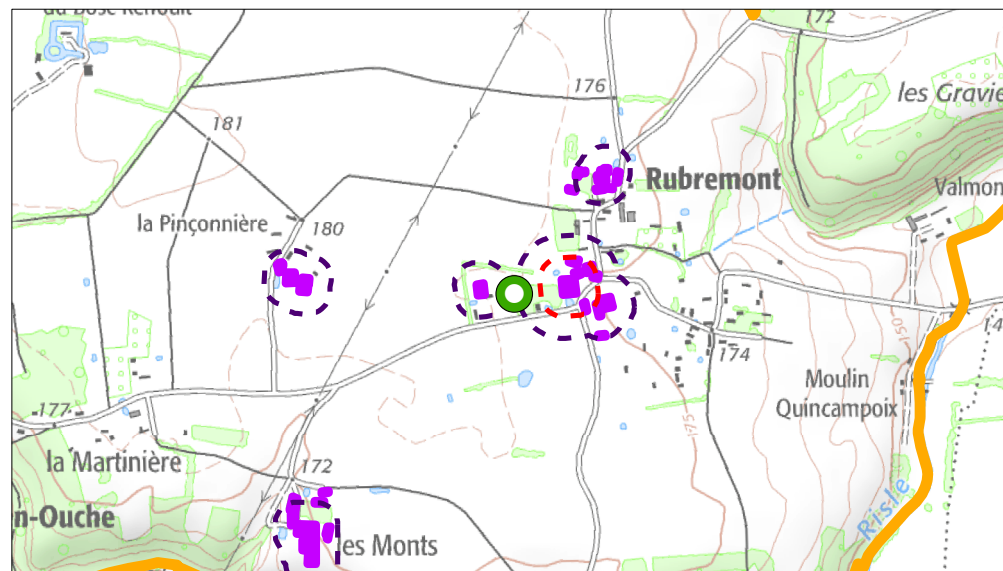 du Bosc Renoult
172
176
les Gravie
181
Rubremont
Valmon
la Pinçonnière
180
150
14
174
Moulin
Quincampoix
177
175
la Martinière
172
n-Ouche
les Monts
Risle